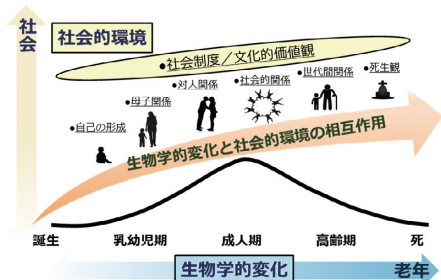 社会
社会的環境
●社会制度／文化的価値観
●自己の形成
●母子関係
●対人関係
●社会的関係
●世代間関係
●死生観
生物学的変化と社会的環境の相互作用
誕生 乳幼児期 成人期 高齢期 死
生物学的変化 老年